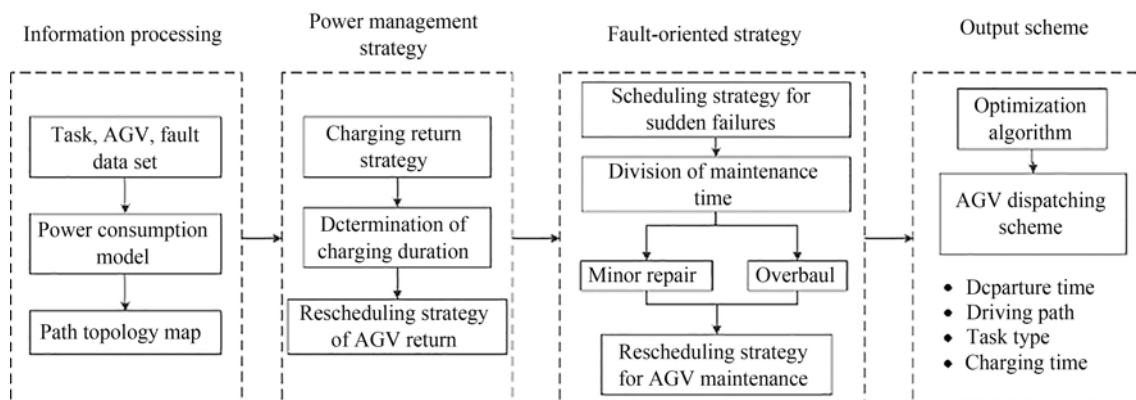 Information processing
Task, AGV, fault
data set
Power consumption
model
Path topology map
Power management
strategy
Charging return
strategy
Dctermination of
charging duration
Rescheduling strategy
of AGV return
Fault-oriented strategy
Scheduling strategy for
sudden failures
Division of maintenance
time
Minor repair
Overbaul
Rescheduling strategy
for AGV maintenance
Output scheme
Optimization
algorithm
AGV dispatching
scheme
• Dcparture time
• Driving path
• Task type
• Charging time